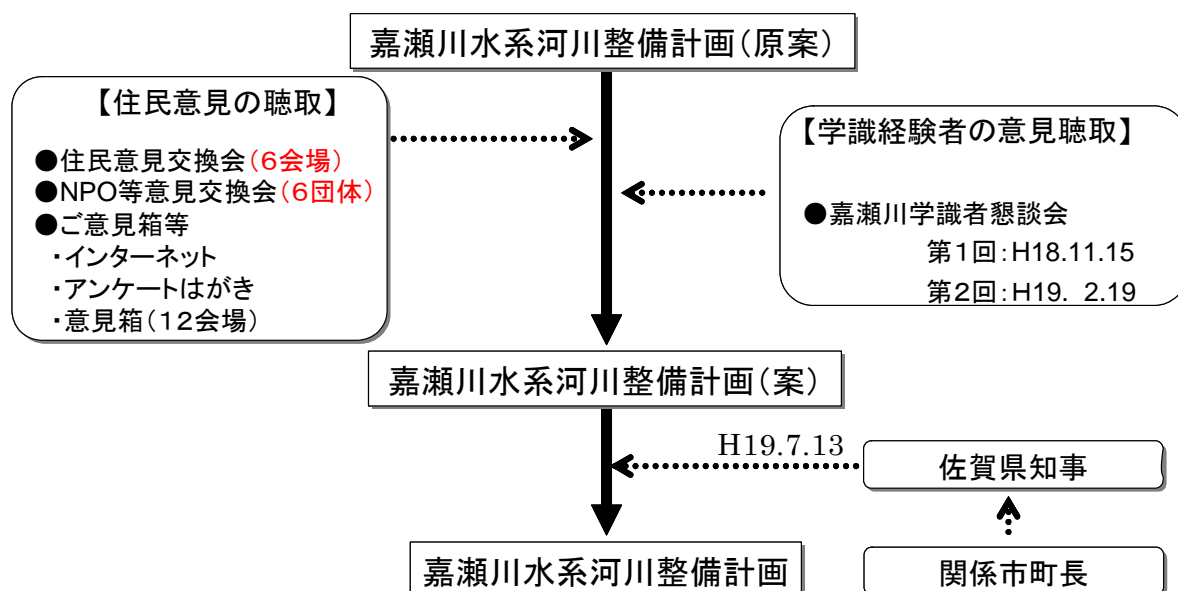 嘉瀬川水系河川整備計画(原案)
【住民意見の聴取】
●住民意見交換会(6会場)
●NPO等意見交換会(6団体)
●ご意見箱等
・インターネット
・アンケートはがき
・意見箱(12会場)
【学識経験者の意見聴取】
●嘉瀬川学識者懇談会
第1回:H18.11.15
第2回:H19. 2.19
嘉瀬川水系河川整備計画(案)
H19.7.13
佐賀県知事
嘉瀬川水系河川整備計画
関係市町長